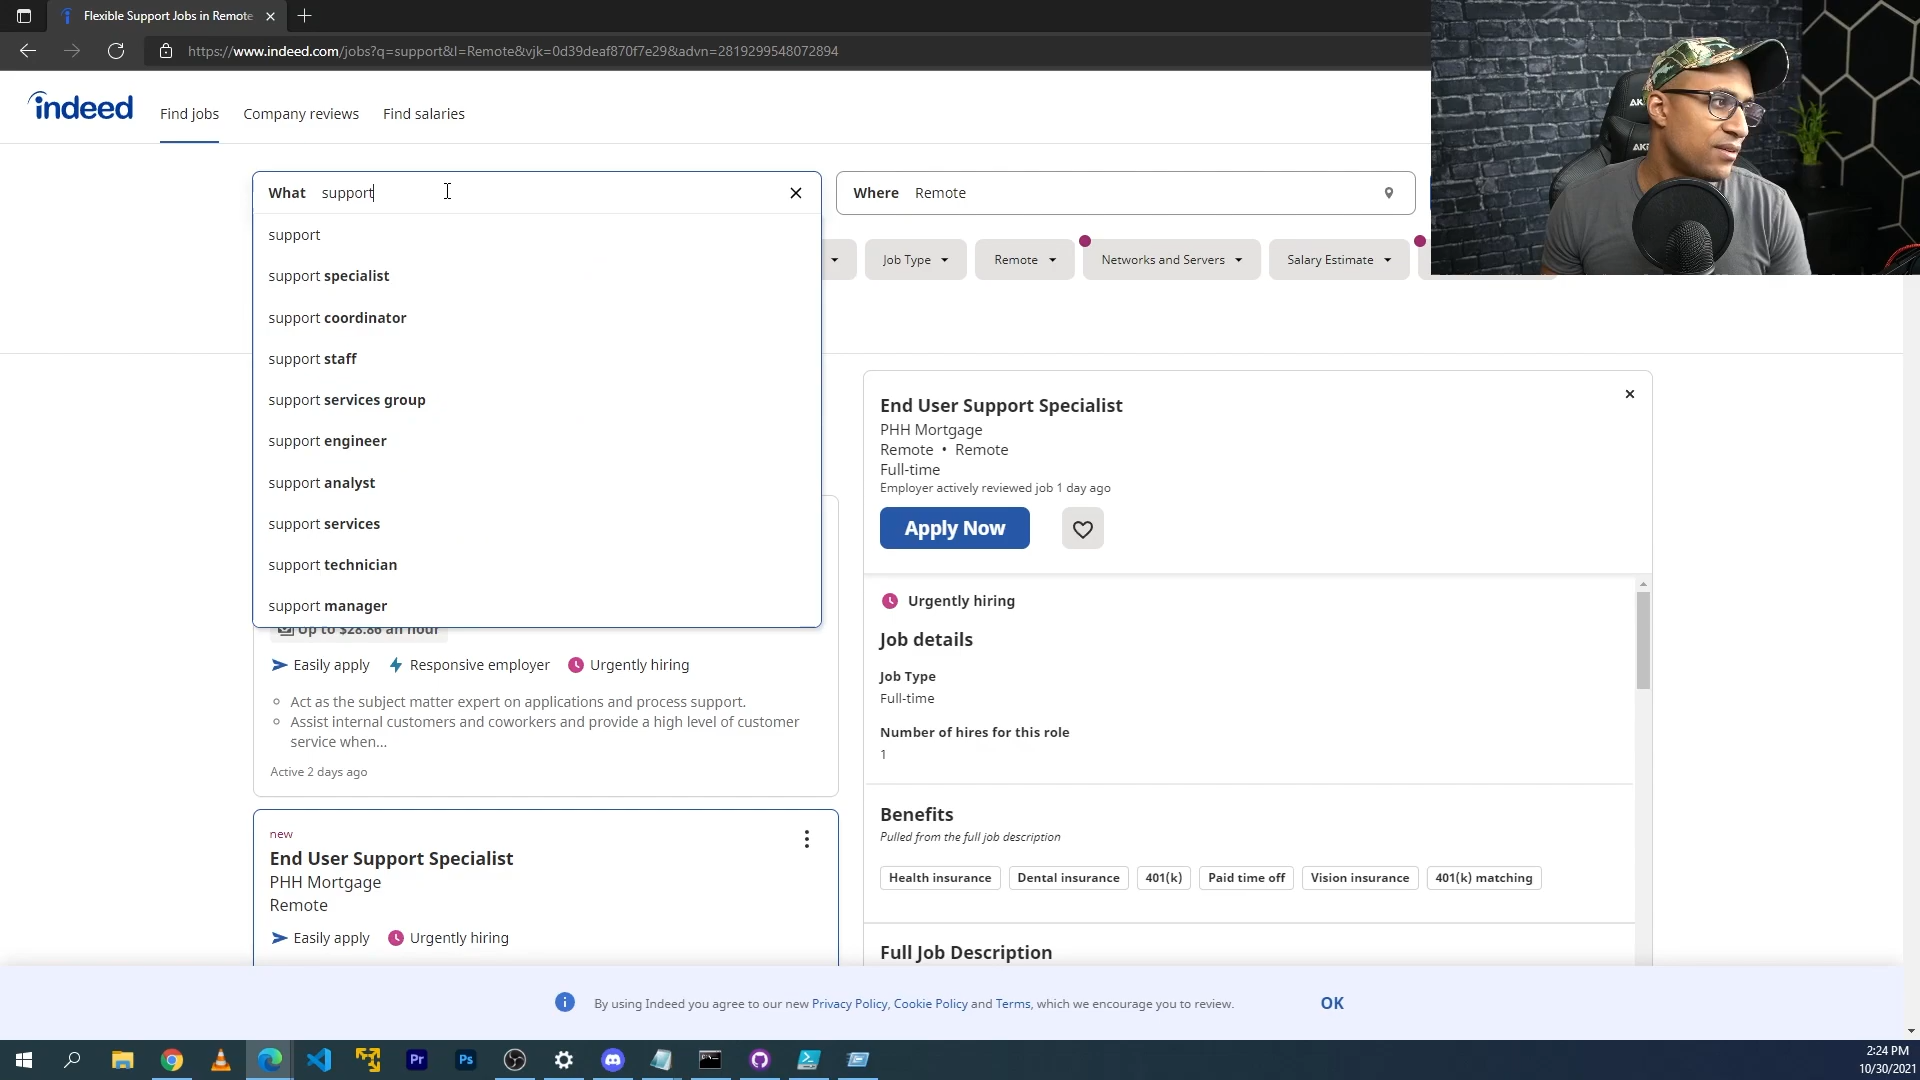 Flexible Support Jobs in Remote
https://www.indeed.com/jobs?q=support&l=Remote&vjk=0d39deaf870f7e29&advn=2819299548072894
indeed
Find jobs
Company reviews
Find salaries
What support
Where Remote
support
support specialist
support coordinator
support staff
support services group
support engineer
support analyst
support services
support technician
support manager
Job Type
Remote
Networks and Servers
Salary Estimate
Up to $28.86 an hour
Easily apply
Responsive employer
Urgently hiring
Act as the subject matter expert on applications and process support.
Assist internal customers and coworkers and provide a high level of customer
service when...
Active 2 days ago
new
End User Support Specialist
PHH Mortgage
Remote
Easily apply
Urgently hiring
End User Support Specialist
PHH Mortgage
Remote • Remote
Full-time
Employer actively reviewed job 1 day ago
Apply Now
Urgently hiring
Job details
Job Type
Full-time
Number of hires for this role
1
Benefits
Pulled from the full job description
Health insurance
Dental insurance
401(k)
Paid time off
Vision insurance
401(k) matching
Full Job Description
By using Indeed you agree to our new Privacy Policy, Cookie Policy and Terms, which we encourage you to review.
OK
Pr
Ps
2:24 PM
10/30/2021